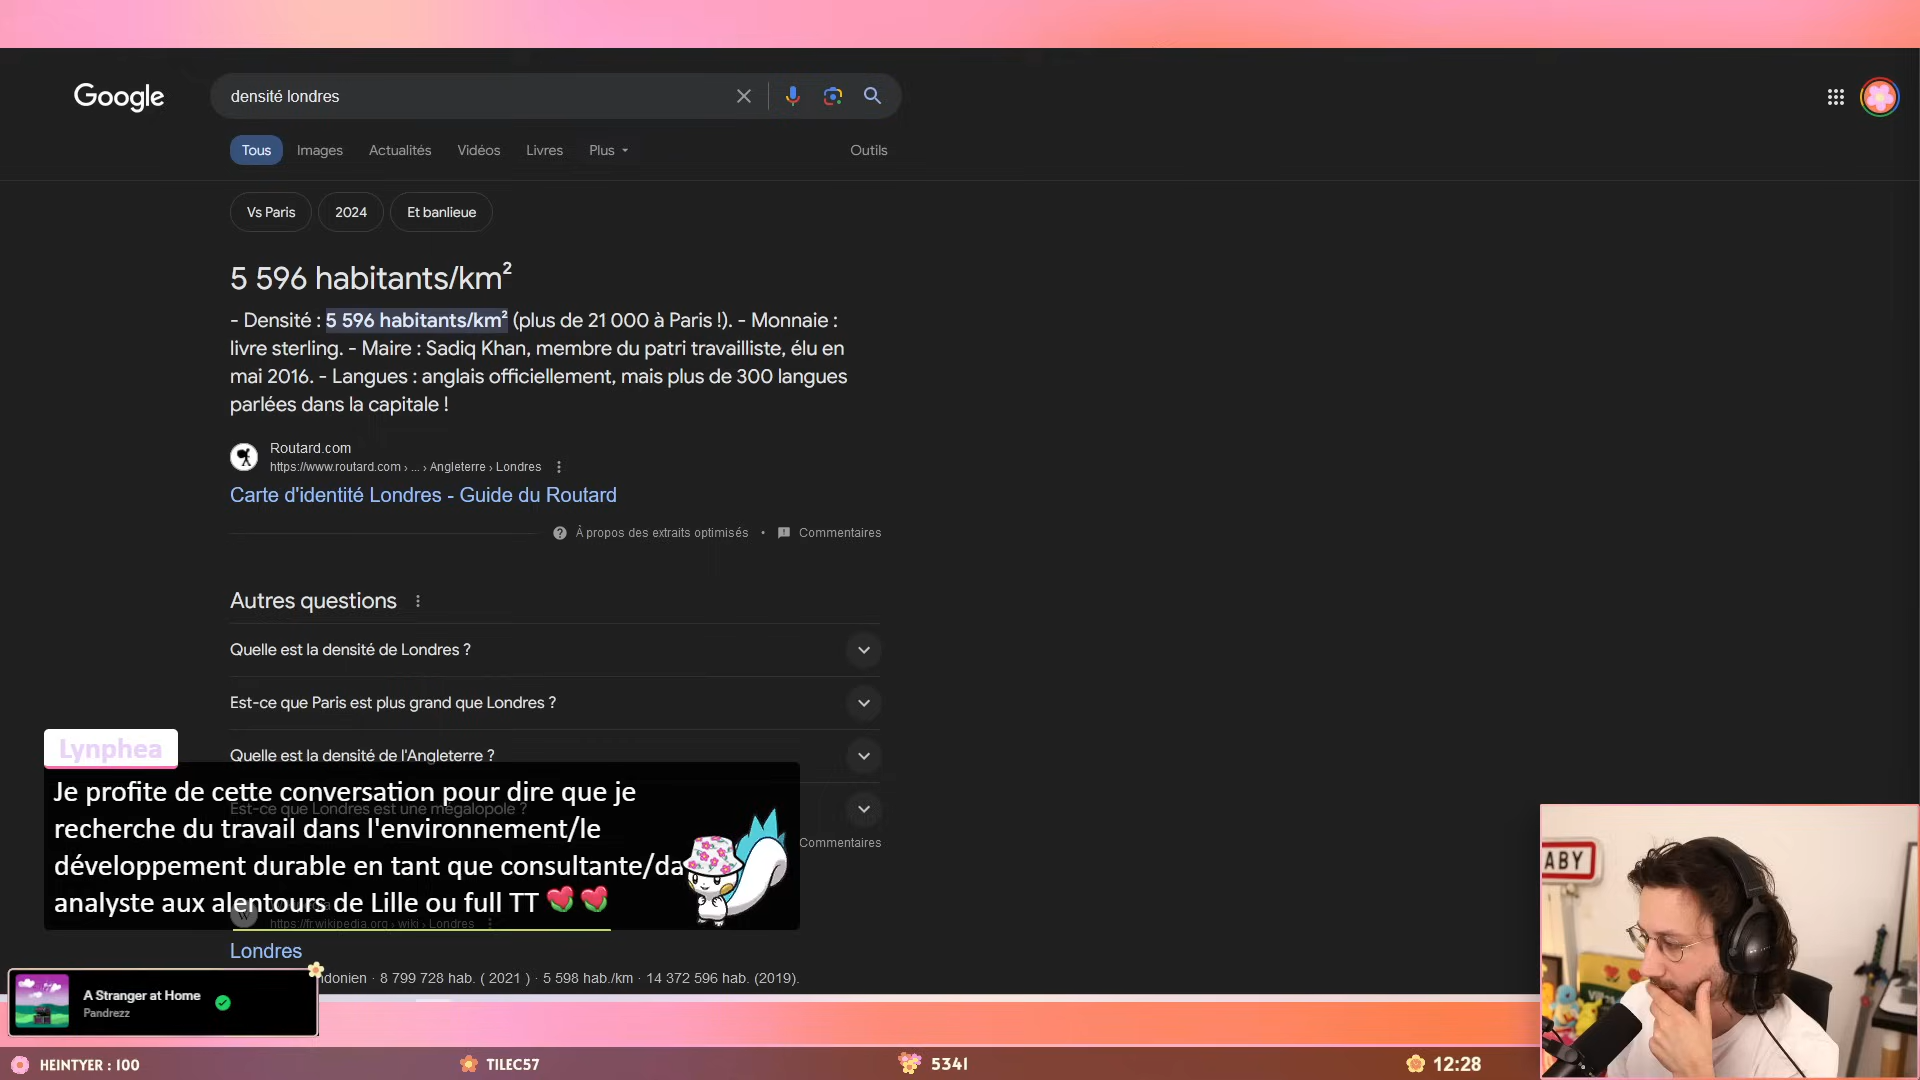 Google
densité londres
Tous
Images
Actualités
Vidéos
Livres
Plus
Outils
Vs Paris
2024
Et banlieue
5 596 habitants/km²
- Densité : 5 596 habitants/km² (plus de 21 000 à Paris !). - Monnaie :
livre sterling. - Maire : Sadiq Khan, membre du patri travailliste, élu en
mai 2016. - Langues : anglais officiellement, mais plus de 300 langues
parlées dans la capitale !
Routard.com
https://www.routard.com › ... › Angleterre › Londres
Carte d'identité Londres - Guide du Routard
À propos des extraits optimisés • Commentaires
Autres questions
Quelle est la densité de Londres ?
Est-ce que Paris est plus grand que Londres ?
Quelle est la densité de l'Angleterre ?
Est-ce que Londres est une mégalopole ?
Commentaires
Lynphea
Je profite de cette conversation pour dire que je
recherche du travail dans l'environnement/le
développement durable en tant que consultante/da
analyste aux alentours de Lille ou full TT
https://fr.wikipedia.org › wiki › Londres
Londres
donien · 8 799 728 hab. ( 2021 ) · 5 598 hab./km · 14 372 596 hab. (2019).
A Stranger at Home
Pandrezz
ABY
HEINTYER : 100
TILEC57
5341
12:28